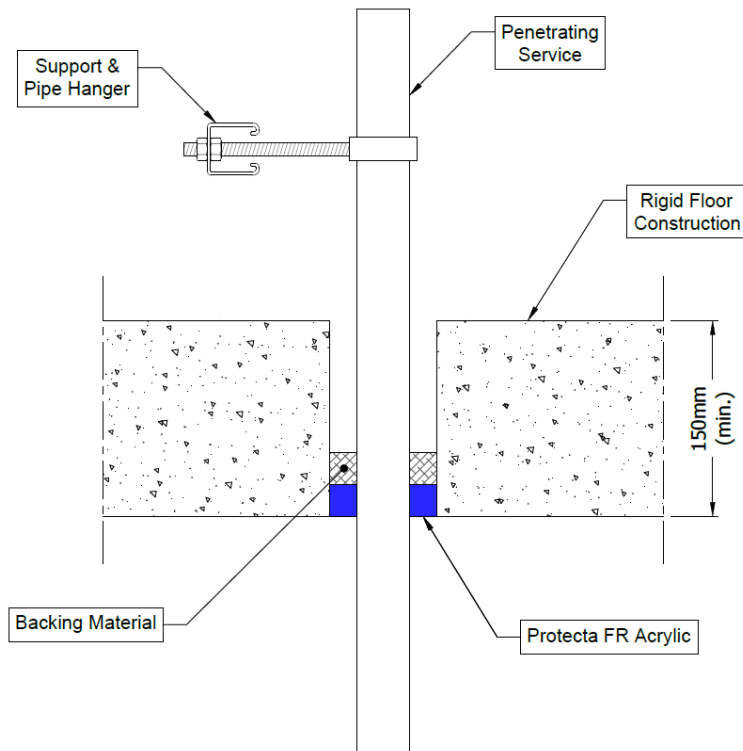 Penetrating
Service
Support &
Pipe Hanger
Rigid Floor
Construction
150mm
(min.)
Backing Material
Protecta FR Acrylic